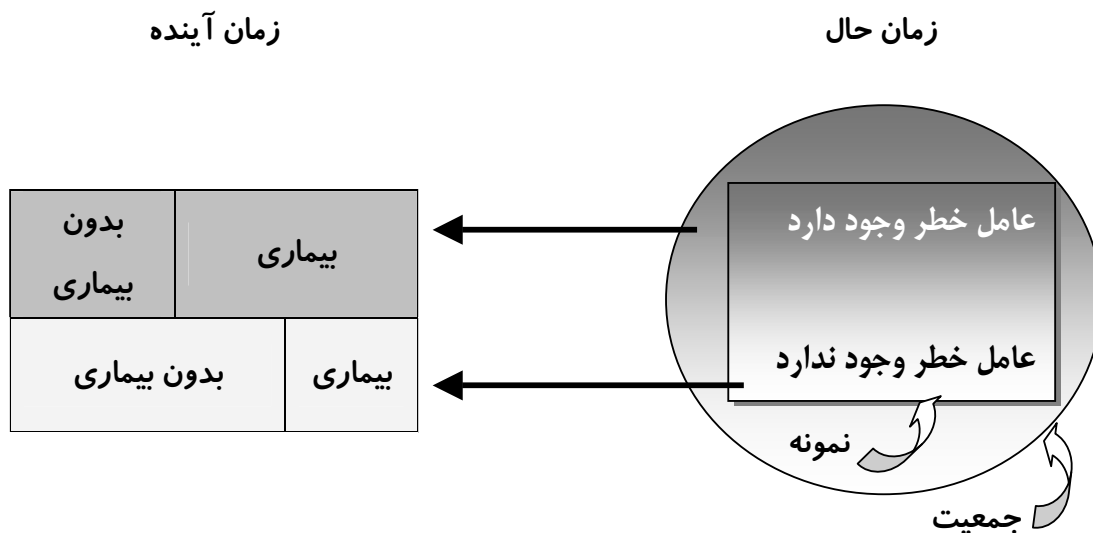 زمان حال
زمان آینده
عامل خطر وجود دارد
عامل خطر وجود ندارد
نمونه
جمعیت
بیماری
بدون
بیماری
بیماری
بدون بیماری